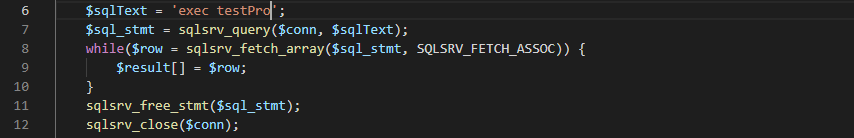 6 $sqlText = 'exec testPro';
7 $sql_stmt = sqlsrv_query($conn, $sqlText);
8 while($row = sqlsrv_fetch_array($sql_stmt, SQLSRV_FETCH_ASSOC)) {
9 $result[] = $row;
10 }
11 sqlsrv_free_stmt($sql_stmt);
12 sqlsrv_close($conn);